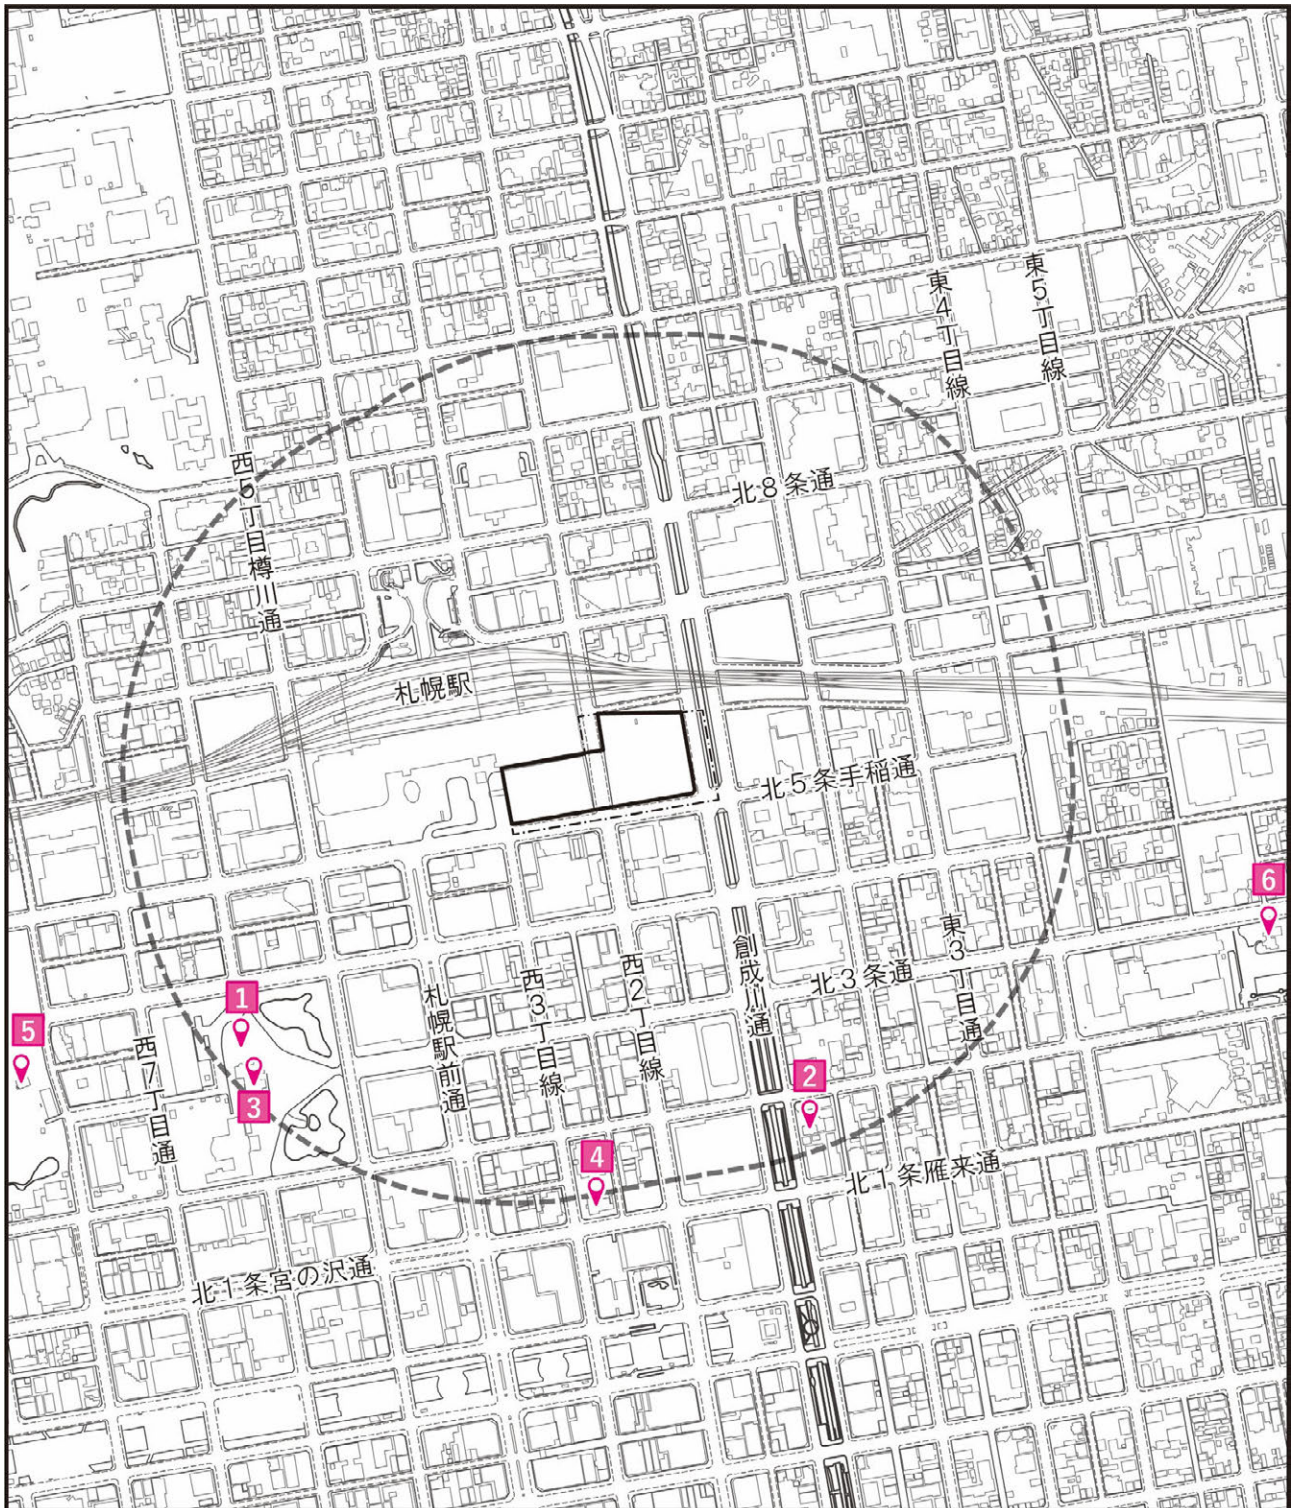 東4丁目線
東5丁目線
西5丁目樽川通
北8条通
札幌駅
北5条手稲通
6
東3丁目通
創成川通
北3条通
西2丁目線
西3丁目線
札幌駅前通
1
5
西7丁目通
3
2
4
北1条雁来通
北1条宮の沢通